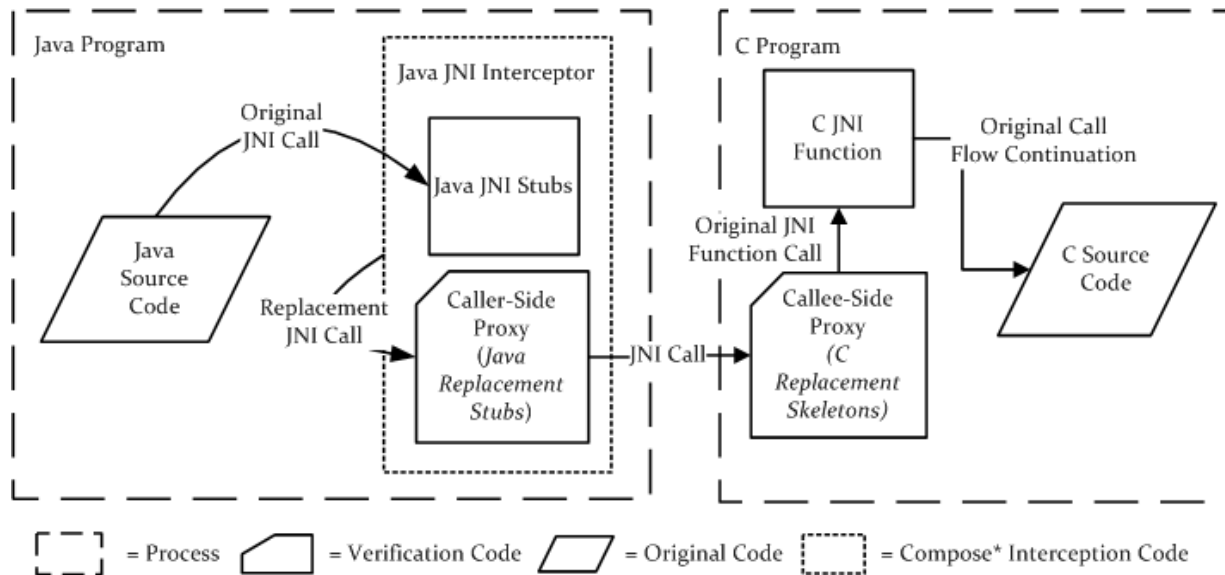 Java Program
Java JNI Interceptor
Original
JNI Call
Java JNI Stubs
Java
Source
Code
Replacement
JNI Call
Caller-Side
Proxy
(Java
Replacement
Stubs)
JNI Call
C Program
C JNI
Function
Original Call
Flow Continuation
Original JNI
Function Call
Callee-Side
Proxy
(C
Replacement
Skeletons)
C Source
Code
= Process
= Verification Code
= Original Code
= Compose* Interception Code